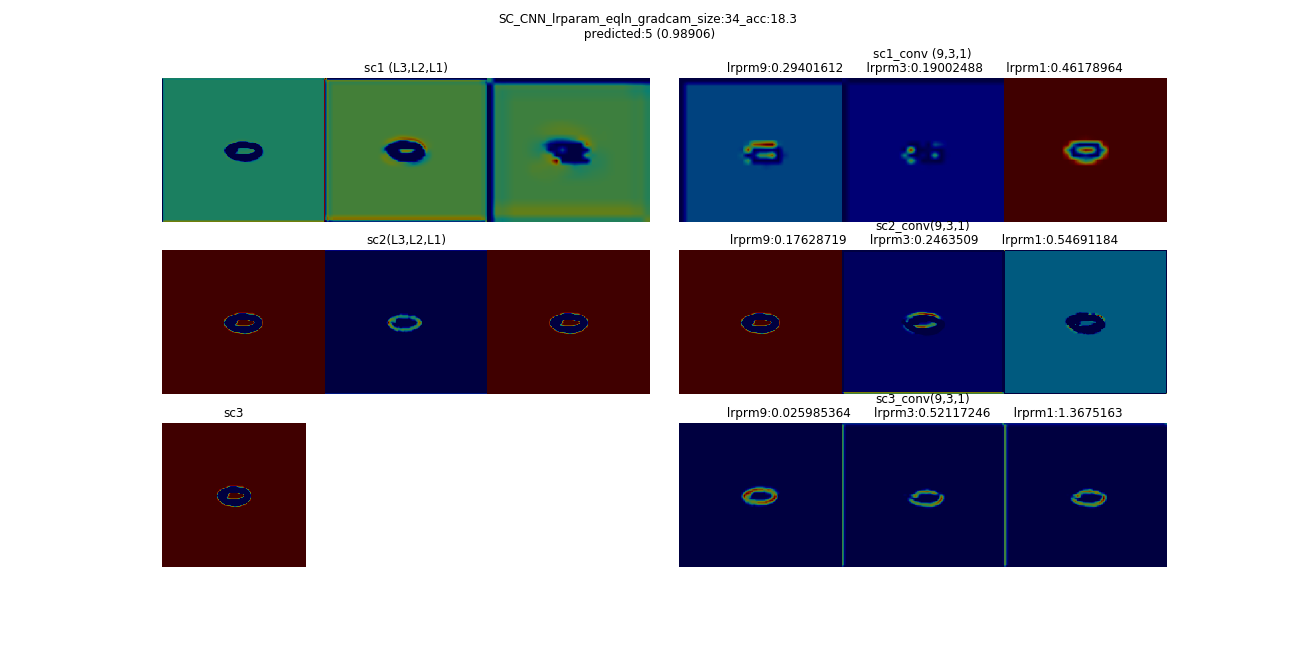 SC_CNN_lrparam_eqln_gradcam_size:34_acc:18.3
predicted:5 (0.98906)
sc1 (L3,L2,L1)
sc1_conv (9,3,1)
lrprm9:0.29401612 lrprm3:0.19002488 lrprm1:0.46178964
sc2(L3,L2,L1)
sc2_conv(9,3,1)
lrprm9:0.17628719 lrprm3:0.2463509 lrprm1:0.54691184
sc3
sc3_conv(9,3,1)
lrprm9:0.025985364 lrprm3:0.52117246 lrprm1:1.3675163